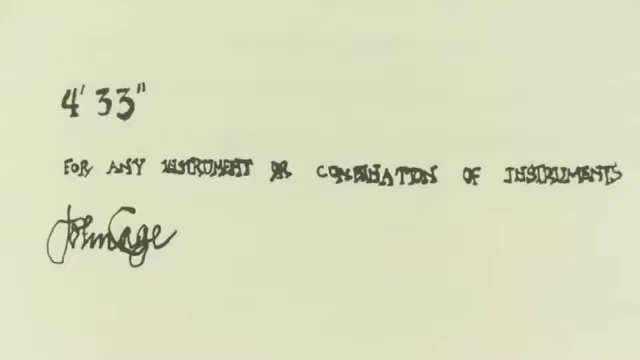 4' 33"
FOR ANY INSTRUMENT OR COMBINATION OF INSTRUMENTS
John Cage